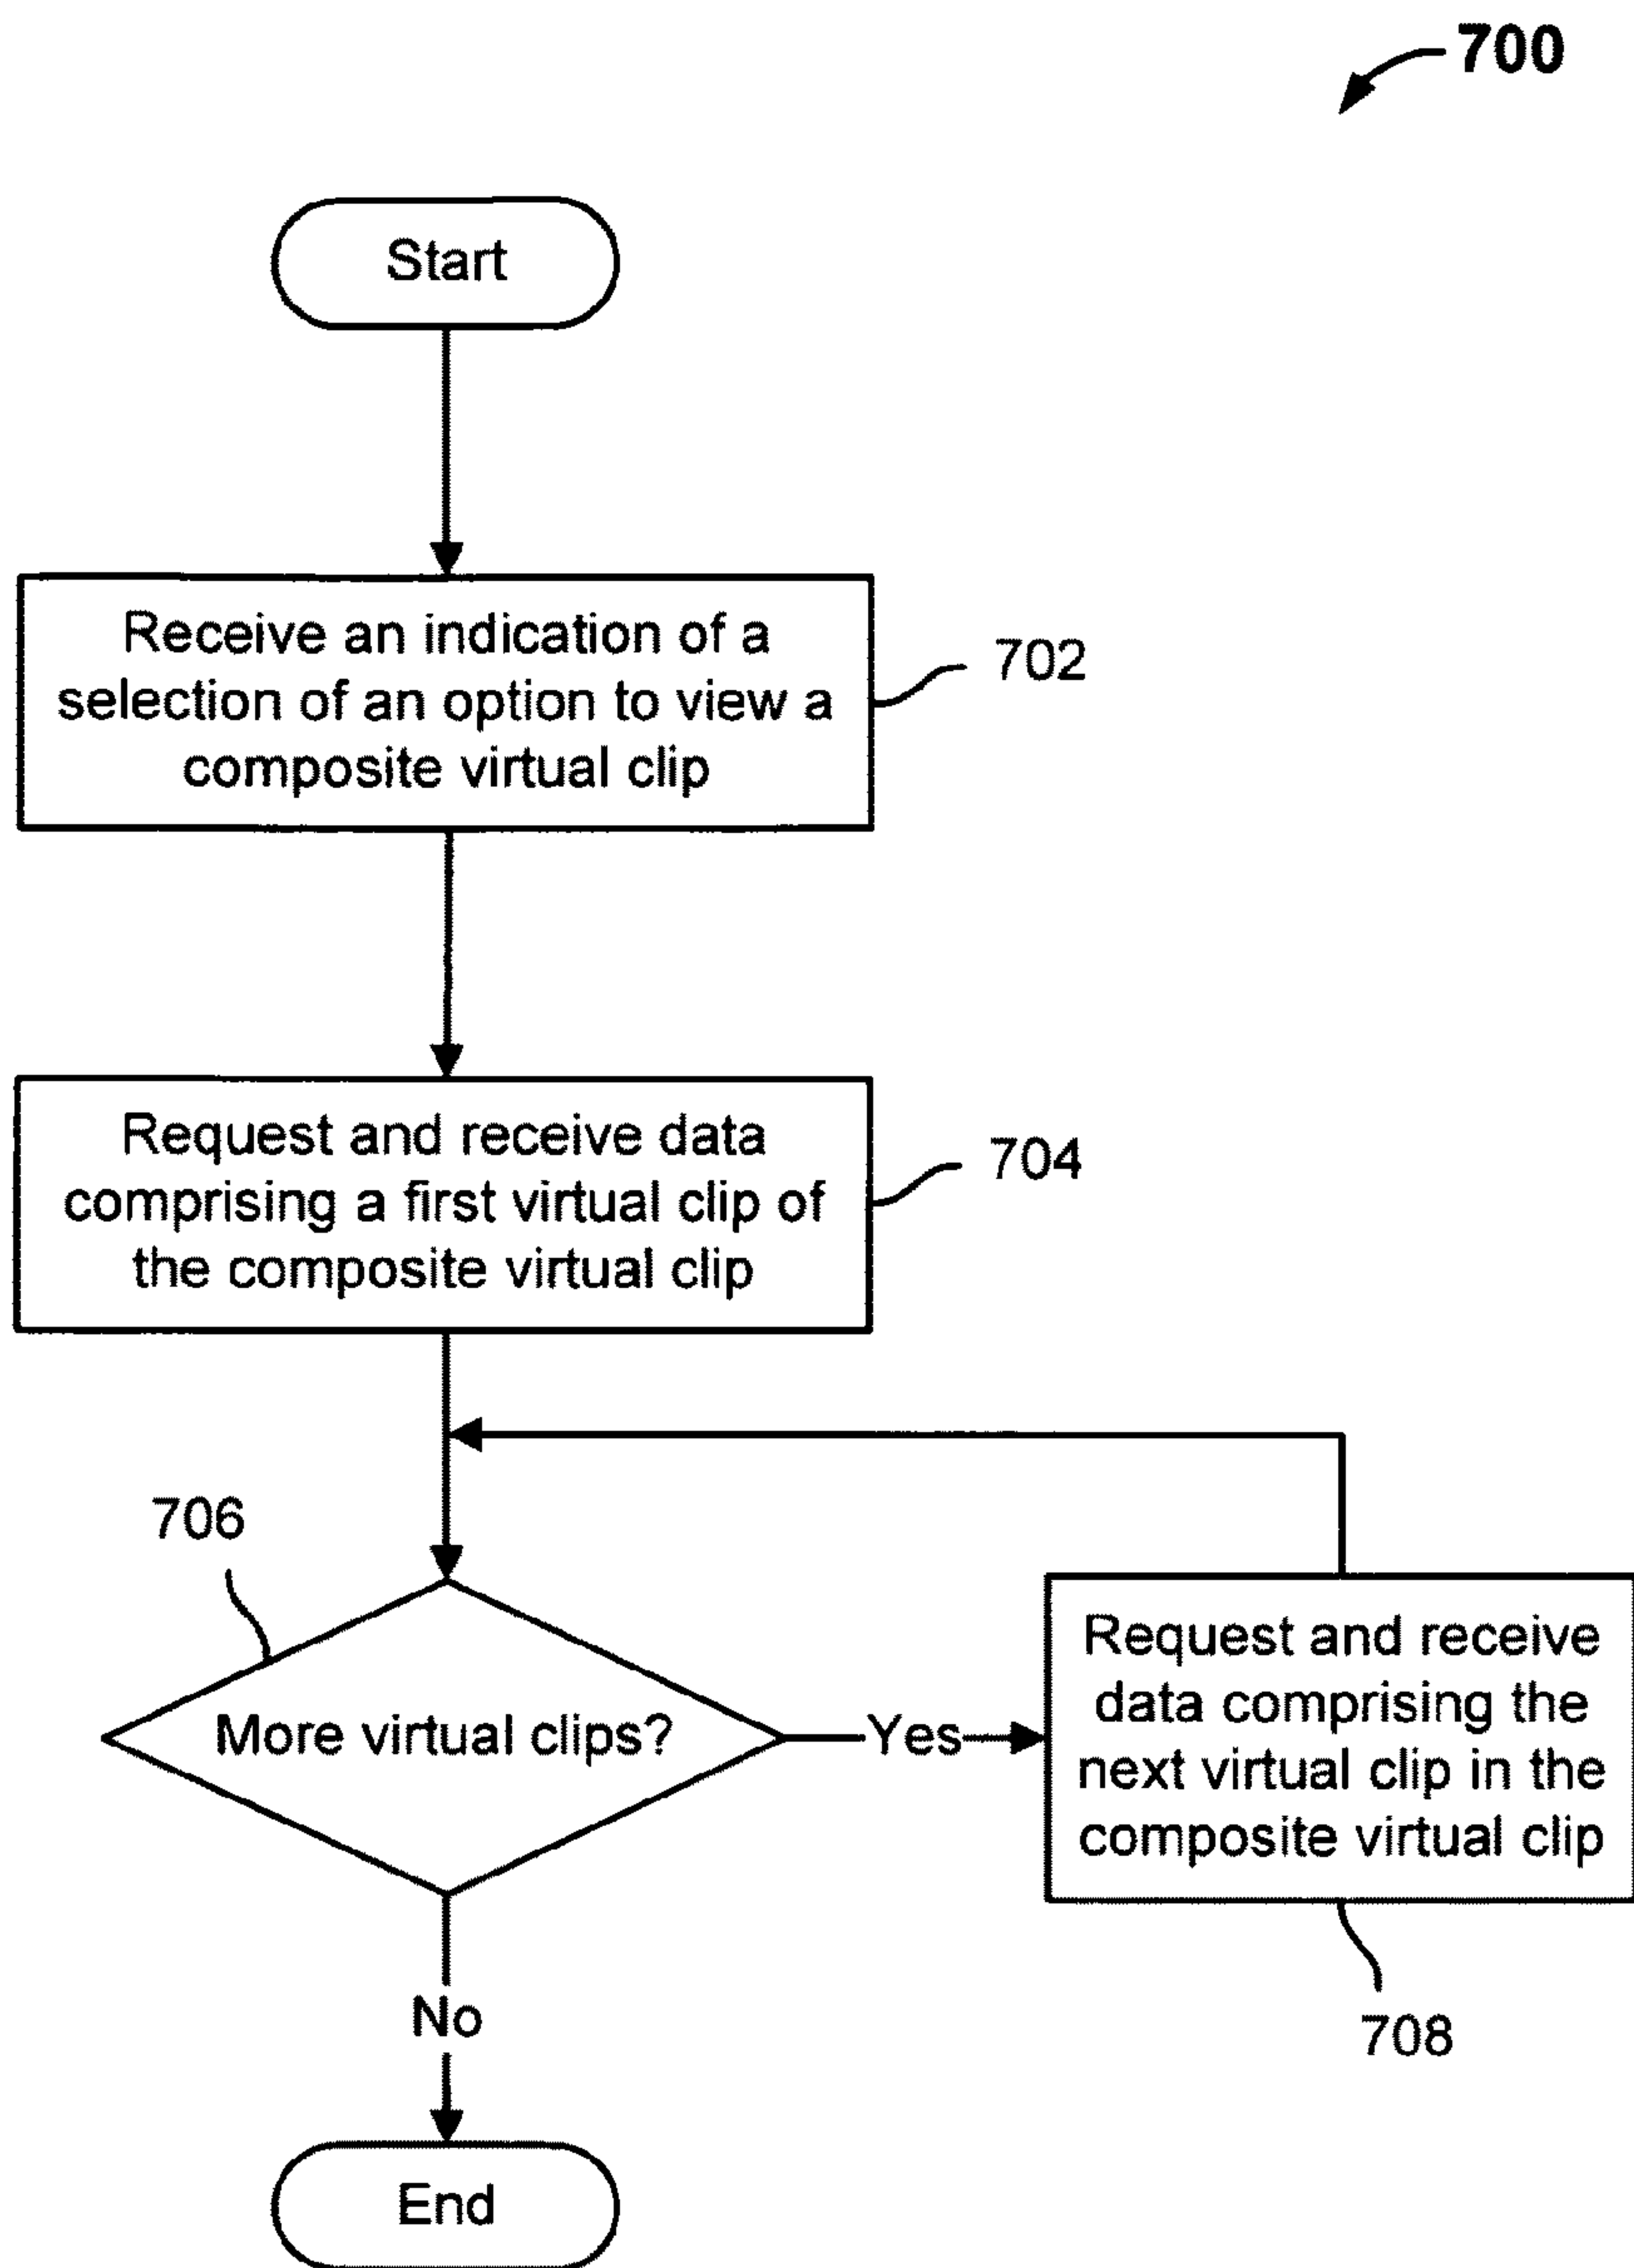 700
Start
Receive an indication of a
selection of an option to view a
composite virtual clip
702
Request and receive data
comprising a first virtual clip of
the composite virtual clip
704
706
More virtual clips?
Yes
Request and receive
data comprising the
next virtual clip in the
composite virtual clip
708
No
End